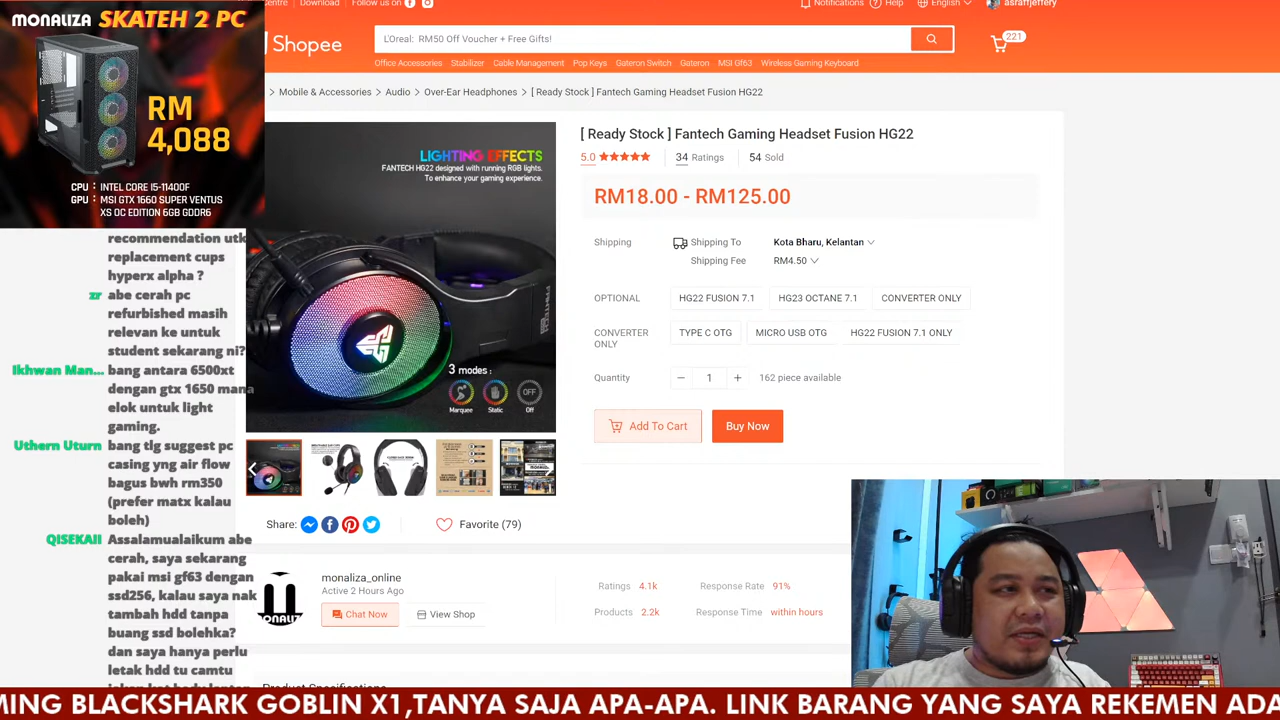 MONALIZA SKATEH 2 PC
RM
4,088
CPU : INTEL CORE I5-11400F
GPU : MSI GTX 1660 SUPER VENTUS
XS OC EDITION 6GB GDDR6
recommendation utk
replacement cups
hyperx alpha ?
zr abe cerah pc
refurbished masih
relevan ke untuk
student sekarang ni?
Ikhwan Man... bang antara 6500xt
dengan gtx 1650 mana
elok untuk light
gaming.
Uthern Uturn bang tlg suggest pc
casing yng air flow
bagus bwh rm350
(prefer matx kalau
boleh)
QISEKAII Assalamualaikum abe
cerah, saya sekarang
pakai msi gf63 dengan
ssd256, kalau saya nak
tambah hdd tanpa
buang ssd bolehka?
dan saya hanya perlu
letak hdd tu camtu
Centre Download Follow us on
Notifications Help English asraffjeffery
Shopee
L'Oreal: RM50 Off Voucher + Free Gifts!
221
Office Accessories Stabilizer Cable Management Pop Keys Gateron Switch Gateron MSI Gf63 Wireless Gaming Keyboard
> Mobile & Accessories > Audio > Over-Ear Headphones > [ Ready Stock ] Fantech Gaming Headset Fusion HG22
LIGHTING EFFECTS
FANTECH HG22 designed with running RGB lights.
To enhance your gaming experience.
FANTECH
3 modes :
OFF
Marquee Static Off
Share: Favorite (79)
[ Ready Stock ] Fantech Gaming Headset Fusion HG22
5.0 34 Ratings 54 Sold
RM18.00 - RM125.00
Shipping Shipping To Kota Bharu, Kelantan
Shipping Fee RM4.50
OPTIONAL HG22 FUSION 7.1 HG23 OCTANE 7.1 CONVERTER ONLY
CONVERTER ONLY TYPE C OTG MICRO USB OTG HG22 FUSION 7.1 ONLY
Quantity − 1 + 162 piece available
Add To Cart Buy Now
monaliza_online
Active 2 Hours Ago
Chat Now View Shop
Ratings 4.1k Response Rate 91%
Products 2.2k Response Time within hours
Product Specifications
MING BLACKSHARK GOBLIN X1,TANYA SAJA APA-APA. LINK BARANG YANG SAYA REKEMEN ADA